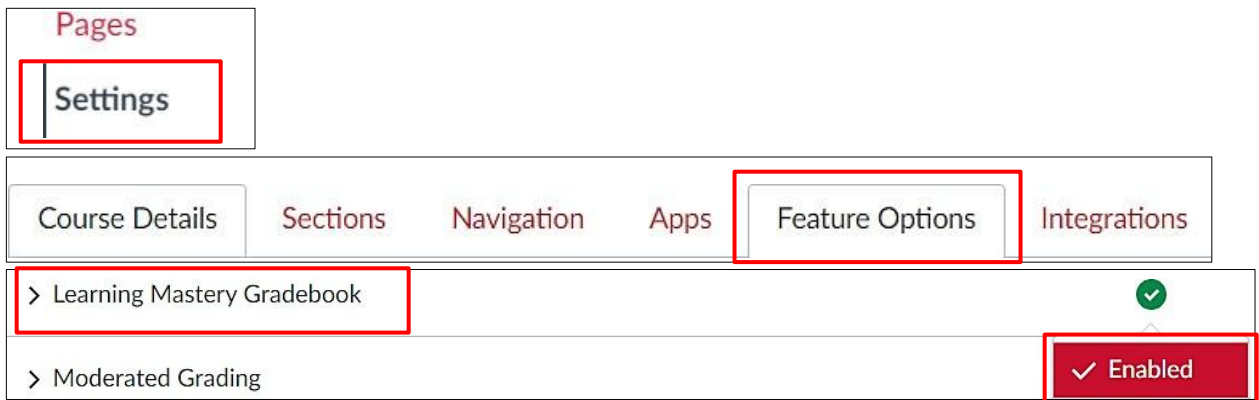 Pages
Settings
Course Details Sections Navigation Apps Feature Options Integrations
Learning Mastery Gradebook
Moderated Grading
Enabled